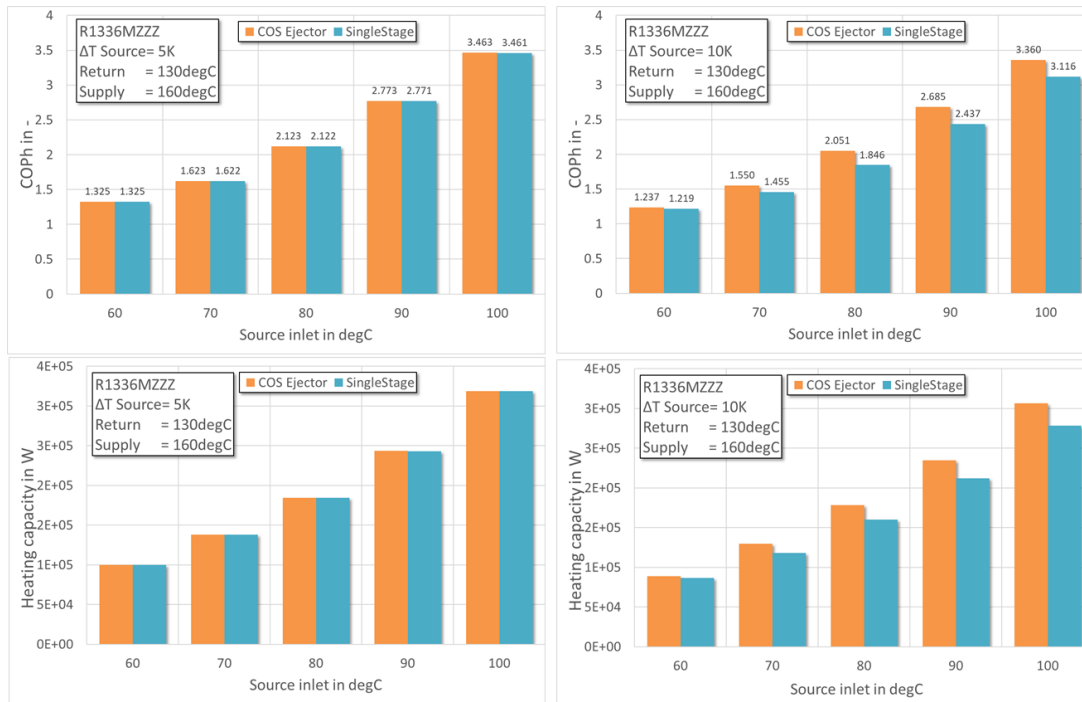 4
3.5
3
2.5
2
1.5
1
0.5
0
COPh in -
R1336MZZZ
ΔT Source= 5K
Return = 130degC
Supply = 160degC
COS Ejector SingleStage
1.325 1.325
1.623 1.622
2.123 2.122
2.773 2.771
3.463 3.461
60 70 80 90 100
Source inlet in degC
4
3.5
3
2.5
2
1.5
1
0.5
0
COPh in -
R1336MZZZ
ΔT Source= 10K
Return = 130degC
Supply = 160degC
COS Ejector SingleStage
1.237 1.219
1.550 1.455
2.051 1.846
2.685 2.437
3.360 3.116
60 70 80 90 100
Source inlet in degC
4E+05
3E+05
3E+05
2E+05
2E+05
1E+05
5E+04
0E+00
Heating capacity in W
R1336MZZZ
ΔT Source= 5K
Return = 130degC
Supply = 160degC
COS Ejector SingleStage
60 70 80 90 100
Source inlet in degC
4E+05
3E+05
3E+05
2E+05
2E+05
1E+05
5E+04
0E+00
Heating capacity in W
R1336MZZZ
ΔT Source= 10K
Return = 130degC
Supply = 160degC
COS Ejector SingleStage
60 70 80 90 100
Source inlet in degC